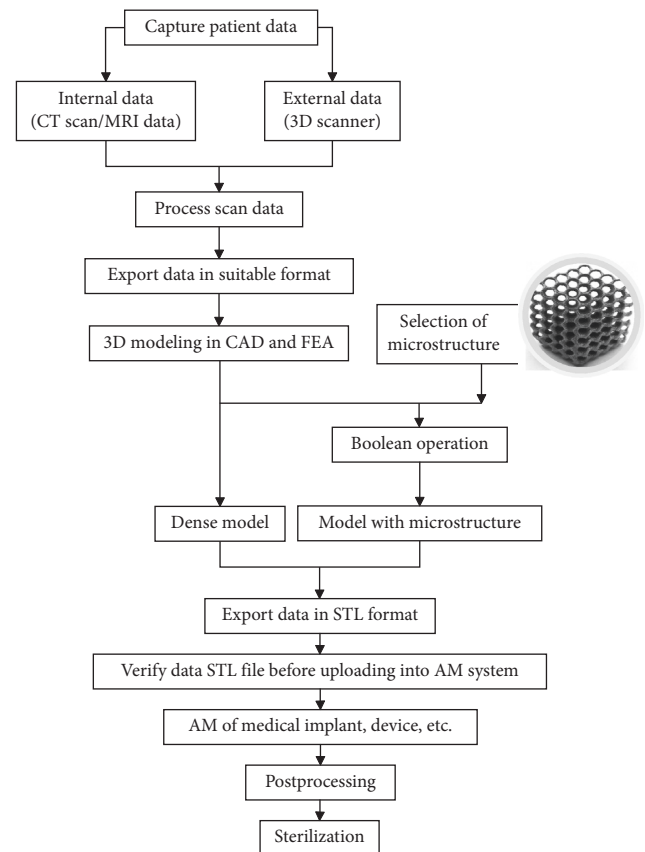 Capture patient data
Internal data
(CT scan/MRI data)
External data
(3D scanner)
Process scan data
Export data in suitable format
3D modeling in CAD and FEA
Selection of
microstructure
Boolean operation
Dense model
Model with microstructure
Export data in STL format
Verify data STL file before uploading into AM system
AM of medical implant, device, etc.
Postprocessing
Sterilization